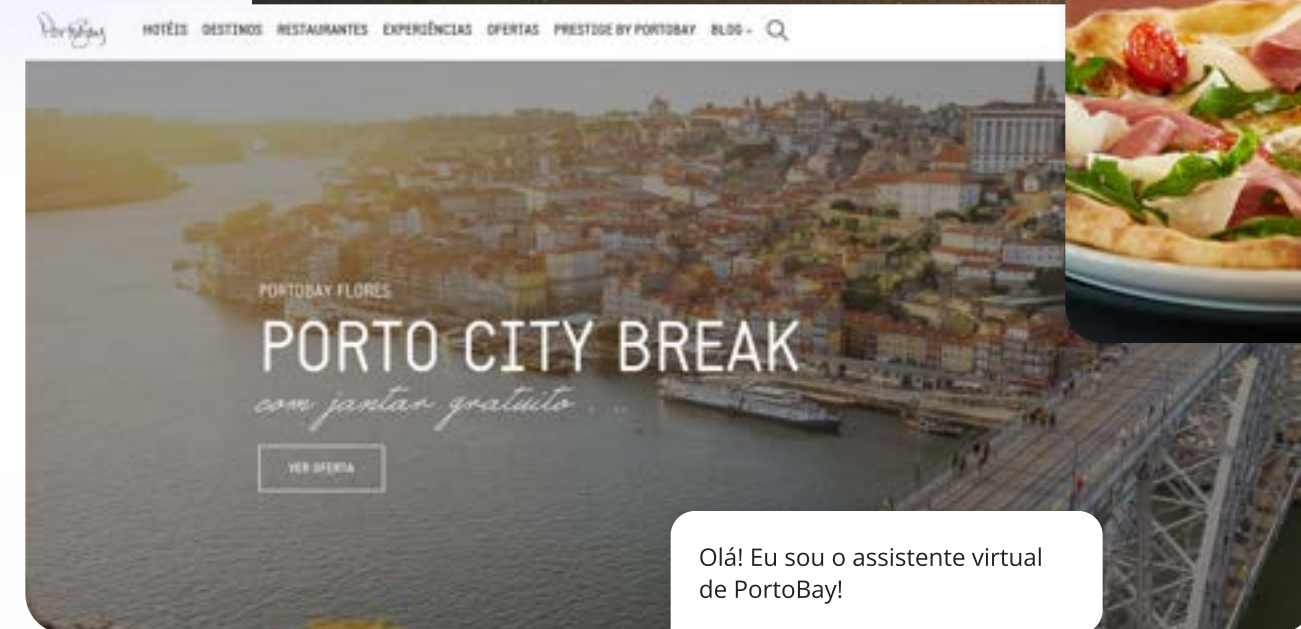 PortoBay
HOTÉIS DESTINOS RESTAURANTES EXPERIÊNCIAS OFERTAS PRESTIGE BY PORTOBAY BLOG
PORTOBAY FLORES
PORTO CITY BREAK
com jantar gratuito . . .
VER OFERTA
Olá! Eu sou o assistente virtual
de PortoBay!